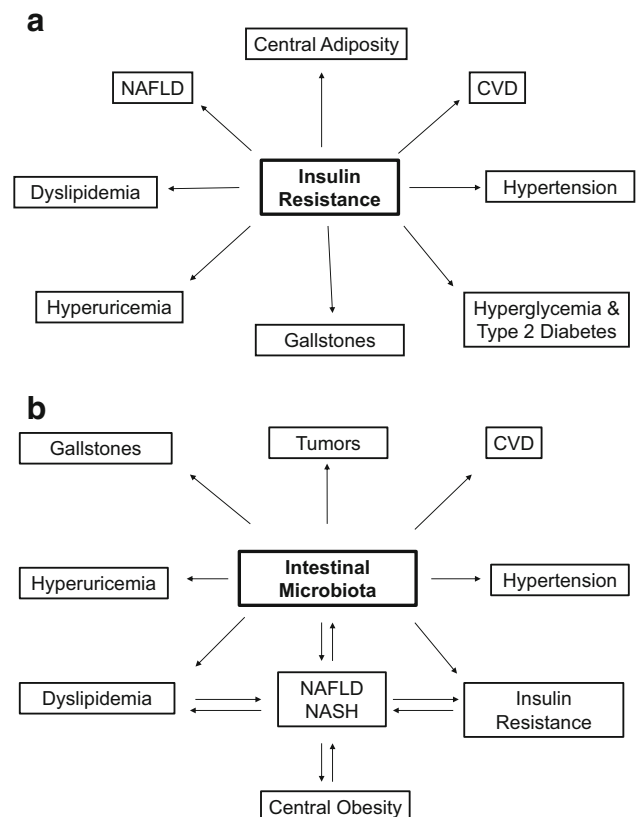 a
Central Adiposity
NAFLD
CVD
Insulin
Resistance
Dyslipidemia
Hypertension
Hyperuricemia
Gallstones
Hyperglycemia &
Type 2 Diabetes
b
Gallstones
Tumors
CVD
Intestinal
Microbiota
Hyperuricemia
Hypertension
Dyslipidemia
NAFLD
NASH
Insulin
Resistance
Central Obesity